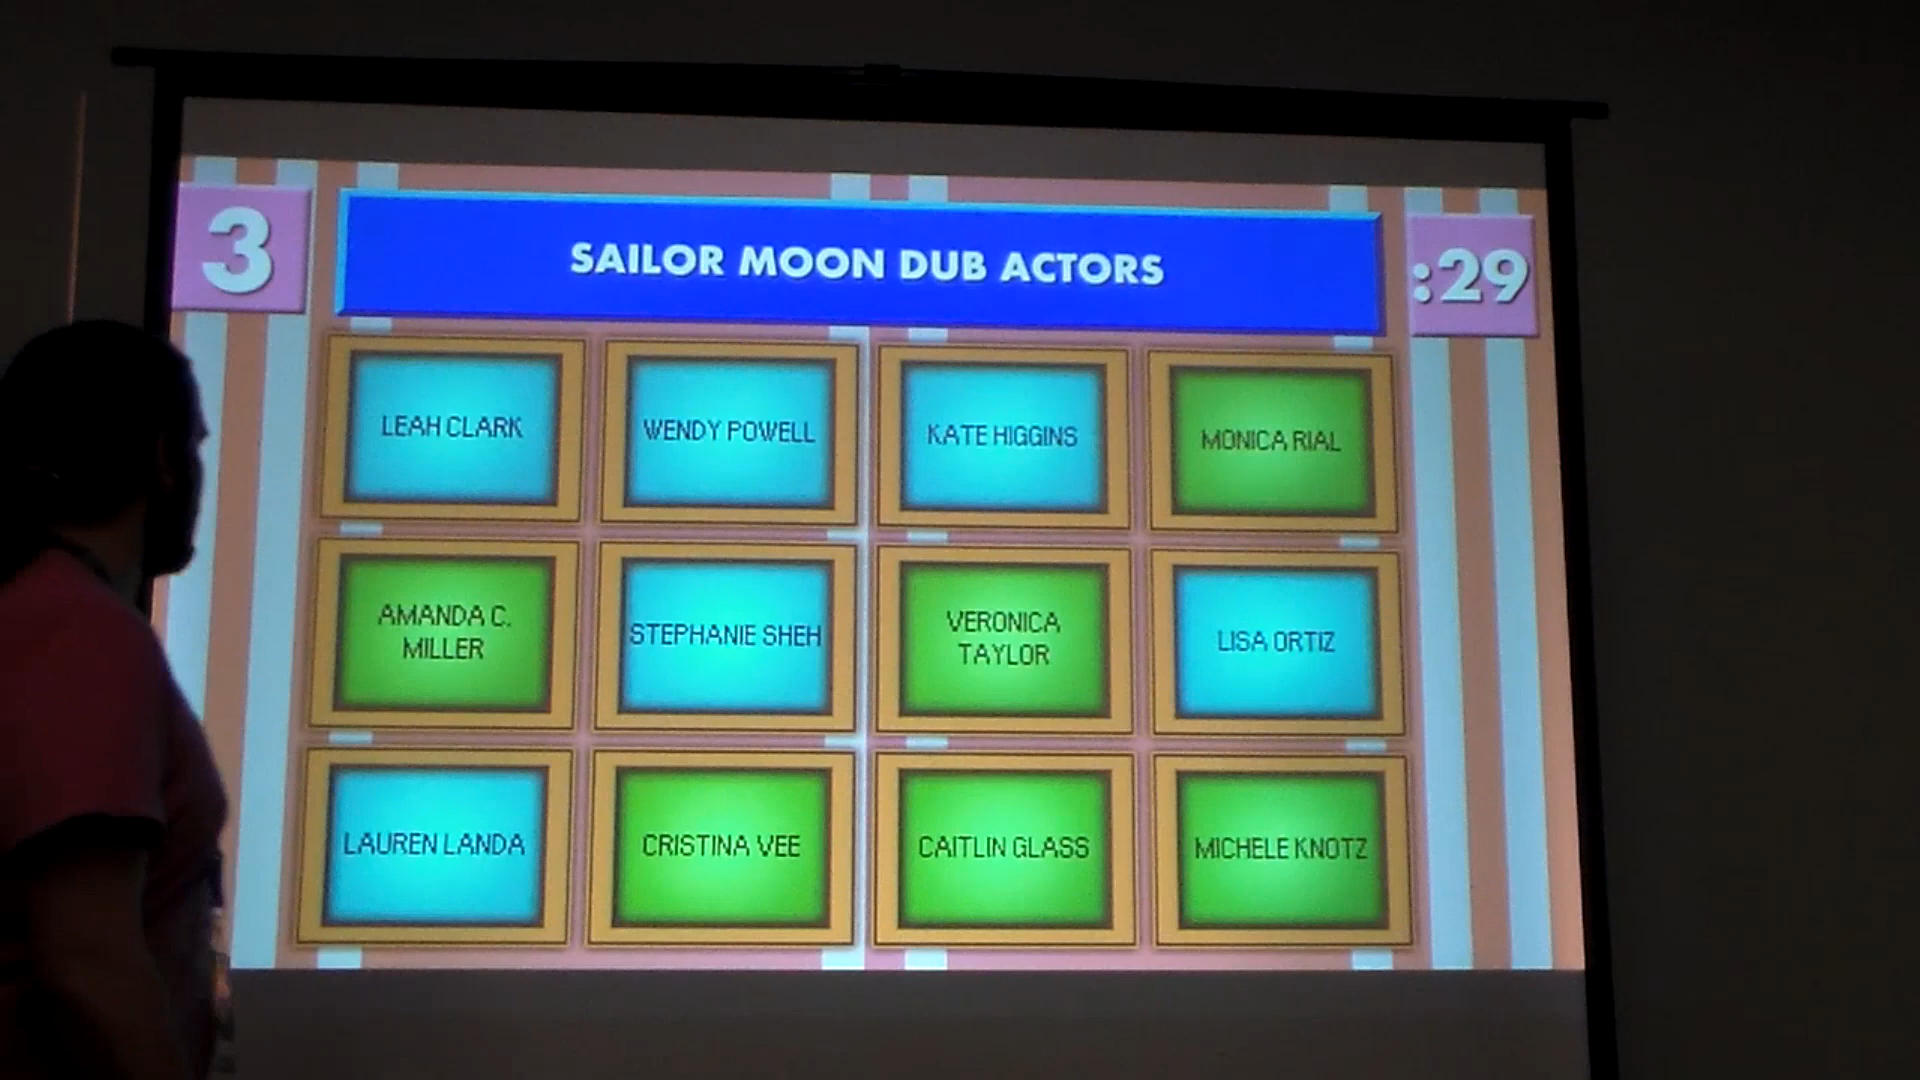 3
SAILOR MOON DUB ACTORS
:29
LEAH CLARK
WENDY POWELL
KATE HIGGINS
MONICA RIAL
AMANDA C.
MILLER
STEPHANIE SHEH
VERONICA
TAYLOR
LISA ORTIZ
LAUREN LANDA
CRISTINA VEE
CAITLIN GLASS
MICHELE KNOTZ